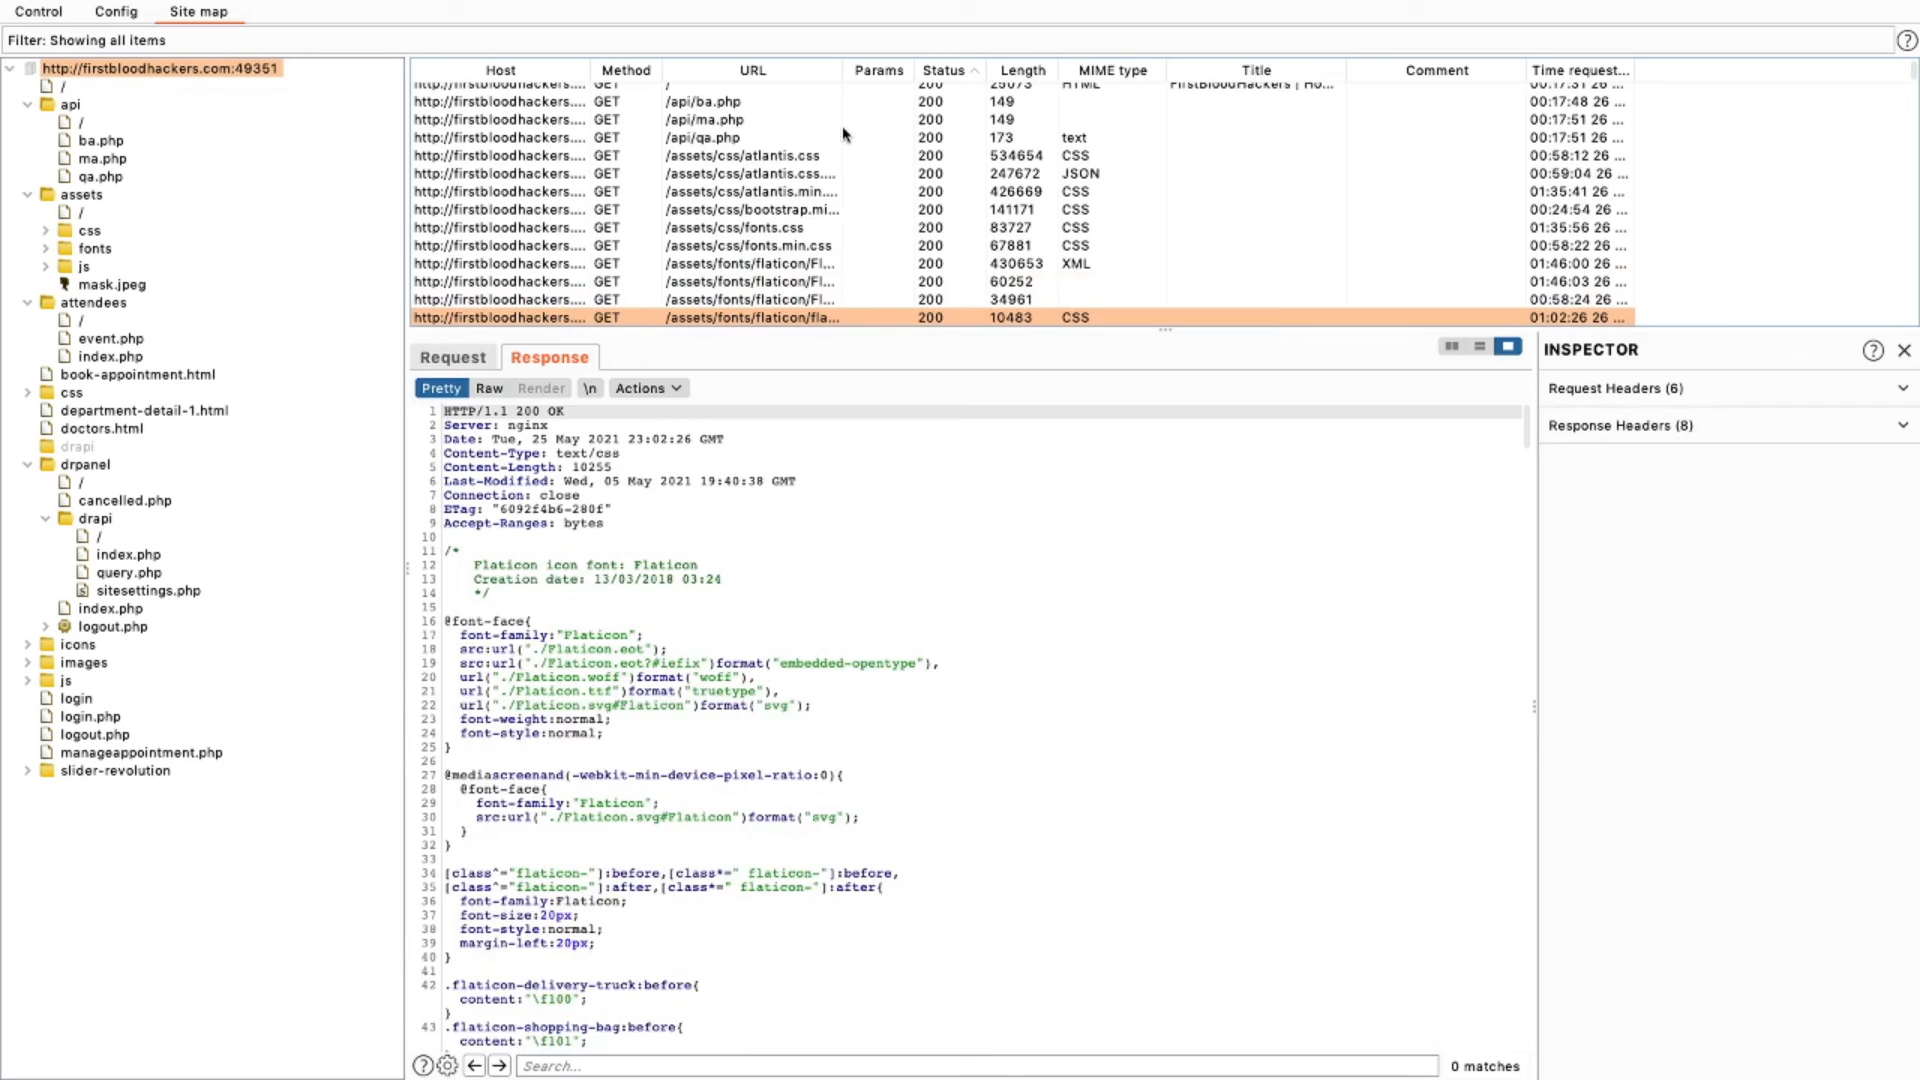 Control Config Site map
Filter: Showing all items
http://firstbloodhackers.com:49351
/
api
/
ba.php
ma.php
qa.php
assets
/
css
fonts
js
mask.jpeg
attendees
/
event.php
index.php
book-appointment.html
css
department-detail-1.html
doctors.html
drapi
drpanel
/
cancelled.php
drapi
/
index.php
query.php
sitesettings.php
index.php
logout.php
icons
images
js
login
login.php
logout.php
manageappointment.php
slider-revolution
Host Method URL Params Status Length MIME type Title Comment Time request...
http://firstbloodhackers.... GET / 200 25073 HTML FirstBloodHackers | Ho... 00:17:31 26 ...
http://firstbloodhackers.... GET /api/ba.php 200 149 00:17:48 26 ...
http://firstbloodhackers.... GET /api/ma.php 200 149 00:17:51 26 ...
http://firstbloodhackers.... GET /api/qa.php 200 173 text 00:17:51 26 ...
http://firstbloodhackers.... GET /assets/css/atlantis.css 200 534654 CSS 00:58:12 26 ...
http://firstbloodhackers.... GET /assets/css/atlantis.css.... 200 247672 JSON 00:59:04 26 ...
http://firstbloodhackers.... GET /assets/css/atlantis.min.... 200 426669 CSS 01:35:41 26 ...
http://firstbloodhackers.... GET /assets/css/bootstrap.mi... 200 141171 CSS 00:24:54 26 ...
http://firstbloodhackers.... GET /assets/css/fonts.css 200 83727 CSS 01:35:56 26 ...
http://firstbloodhackers.... GET /assets/css/fonts.min.css 200 67881 CSS 00:58:22 26 ...
http://firstbloodhackers.... GET /assets/fonts/flaticon/Fl... 200 430653 XML 01:46:00 26 ...
http://firstbloodhackers.... GET /assets/fonts/flaticon/Fl... 200 60252 01:46:03 26 ...
http://firstbloodhackers.... GET /assets/fonts/flaticon/Fl... 200 34961 00:58:24 26 ...
http://firstbloodhackers.... GET /assets/fonts/flaticon/fla... 200 10483 CSS 01:02:26 26 ...
Request Response
Pretty Raw Render \n Actions
1 HTTP/1.1 200 OK
2 Server: nginx
3 Date: Tue, 25 May 2021 23:02:26 GMT
4 Content-Type: text/css
5 Content-Length: 10255
6 Last-Modified: Wed, 05 May 2021 19:40:38 GMT
7 Connection: close
8 ETag: "6092f4b6-280f"
9 Accept-Ranges: bytes
10
11 /*
12 Flaticon icon font: Flaticon
13 Creation date: 13/03/2018 03:24
14 */
15
16 @font-face{
17 font-family:"Flaticon";
18 src:url("./Flaticon.eot");
19 src:url("./Flaticon.eot?#iefix")format("embedded-opentype"),
20 url("./Flaticon.woff")format("woff"),
21 url("./Flaticon.ttf")format("truetype"),
22 url("./Flaticon.svg#Flaticon")format("svg");
23 font-weight:normal;
24 font-style:normal;
25 }
26
27 @mediascreenand(-webkit-min-device-pixel-ratio:0){
28 @font-face{
29 font-family:"Flaticon";
30 src:url("./Flaticon.svg#Flaticon")format("svg");
31 }
32 }
33
34 [class^="flaticon-"]:before,[class*=" flaticon-"]:before,
35 [class^="flaticon-"]:after,[class*=" flaticon-"]:after{
36 font-family:Flaticon;
37 font-size:20px;
38 font-style:normal;
39 margin-left:20px;
40 }
41
42 .flaticon-delivery-truck:before{
content:"\f100";
}
43 .flaticon-shopping-bag:before{
content:"\f101";
Search... 0 matches
INSPECTOR
Request Headers (6)
Response Headers (8)